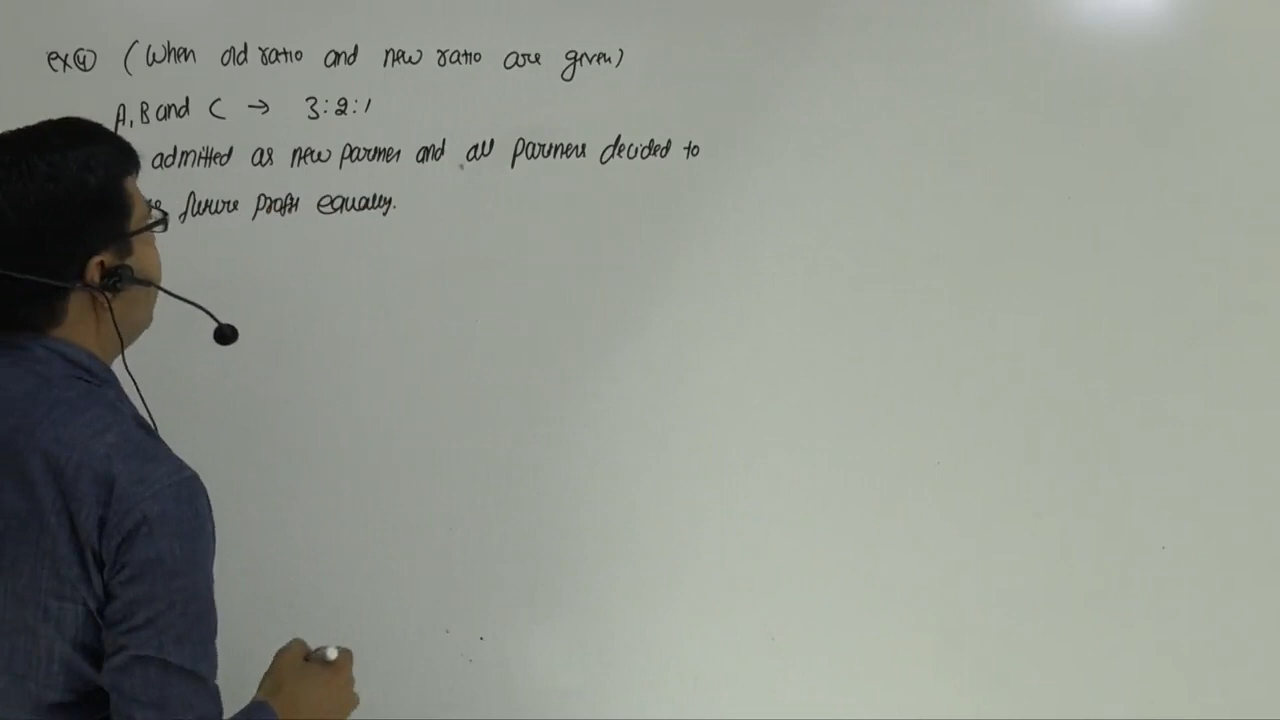 ex④ (When old ratio and new ratio are given)
A, B and C → 3:2:1
admitted as new partner and all partners decided to
future profit equally.